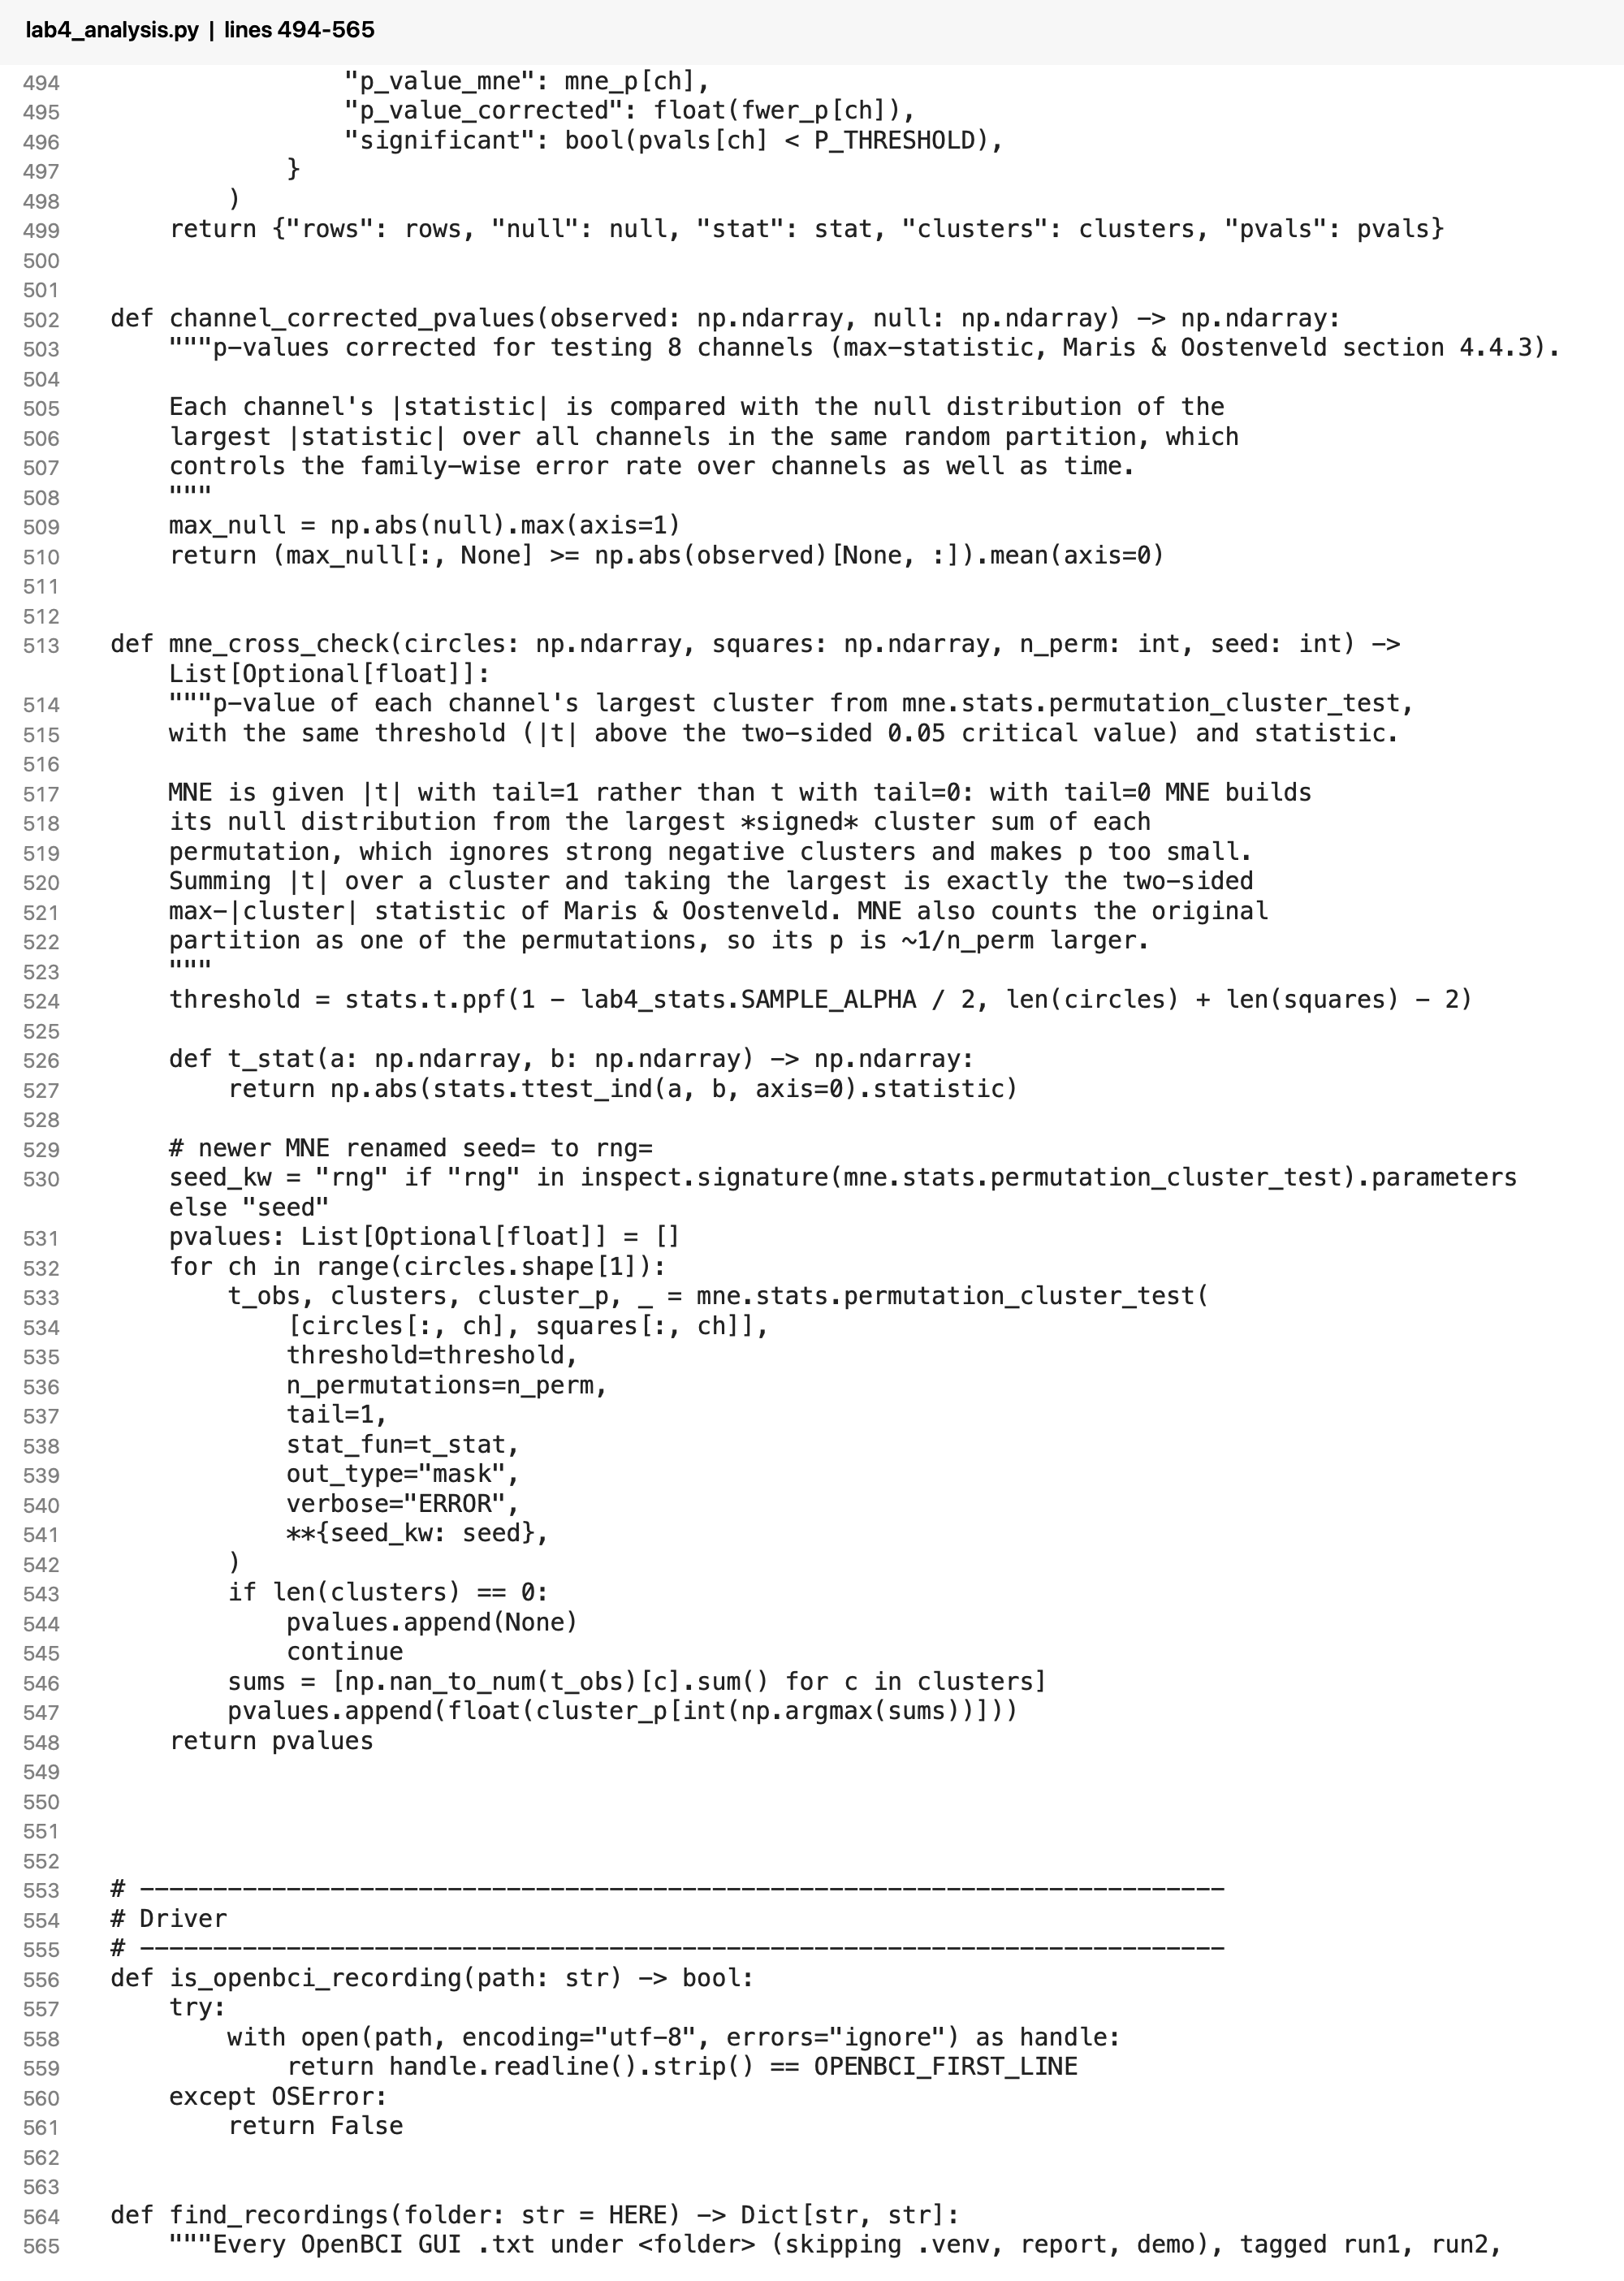 lab4_analysis.py | lines 494-565
494                 "p_value_mne": mne_p[ch],
495                 "p_value_corrected": float(fwer_p[ch]),
496                 "significant": bool(pvals[ch] < P_THRESHOLD),
497             }
498         )
499     return {"rows": rows, "null": null, "stat": stat, "clusters": clusters, "pvals": pvals}
500
501
502 def channel_corrected_pvalues(observed: np.ndarray, null: np.ndarray) -> np.ndarray:
503     """p-values corrected for testing 8 channels (max-statistic, Maris & Oostenveld section 4.4.3).
504
505     Each channel's |statistic| is compared with the null distribution of the
506     largest |statistic| over all channels in the same random partition, which
507     controls the family-wise error rate over channels as well as time.
508     """
509     max_null = np.abs(null).max(axis=1)
510     return (max_null[:, None] >= np.abs(observed)[None, :]).mean(axis=0)
511
512
513 def mne_cross_check(circles: np.ndarray, squares: np.ndarray, n_perm: int, seed: int) ->
    List[Optional[float]]:
514     """p-value of each channel's largest cluster from mne.stats.permutation_cluster_test,
515     with the same threshold (|t| above the two-sided 0.05 critical value) and statistic.
516
517     MNE is given |t| with tail=1 rather than t with tail=0: with tail=0 MNE builds
518     its null distribution from the largest *signed* cluster sum of each
519     permutation, which ignores strong negative clusters and makes p too small.
520     Summing |t| over a cluster and taking the largest is exactly the two-sided
521     max-|cluster| statistic of Maris & Oostenveld. MNE also counts the original
522     partition as one of the permutations, so its p is ~1/n_perm larger.
523     """
524     threshold = stats.t.ppf(1 - lab4_stats.SAMPLE_ALPHA / 2, len(circles) + len(squares) - 2)
525
526     def t_stat(a: np.ndarray, b: np.ndarray) -> np.ndarray:
527         return np.abs(stats.ttest_ind(a, b, axis=0).statistic)
528
529     # newer MNE renamed seed= to rng=
530     seed_kw = "rng" if "rng" in inspect.signature(mne.stats.permutation_cluster_test).parameters
    else "seed"
531     pvalues: List[Optional[float]] = []
532     for ch in range(circles.shape[1]):
533         t_obs, clusters, cluster_p, _ = mne.stats.permutation_cluster_test(
534             [circles[:, ch], squares[:, ch]],
535             threshold=threshold,
536             n_permutations=n_perm,
537             tail=1,
538             stat_fun=t_stat,
539             out_type="mask",
540             verbose="ERROR",
541             **{seed_kw: seed},
542         )
543         if len(clusters) == 0:
544             pvalues.append(None)
545             continue
546         sums = [np.nan_to_num(t_obs)[c].sum() for c in clusters]
547         pvalues.append(float(cluster_p[int(np.argmax(sums))]))
548     return pvalues
549
550
551
552
553 # --------------------------------------------------------------------------
554 # Driver
555 # --------------------------------------------------------------------------
556 def is_openbci_recording(path: str) -> bool:
557     try:
558         with open(path, encoding="utf-8", errors="ignore") as handle:
559             return handle.readline().strip() == OPENBCI_FIRST_LINE
560     except OSError:
561         return False
562
563
564 def find_recordings(folder: str = HERE) -> Dict[str, str]:
565     """Every OpenBCI GUI .txt under <folder> (skipping .venv, report, demo), tagged run1, run2,